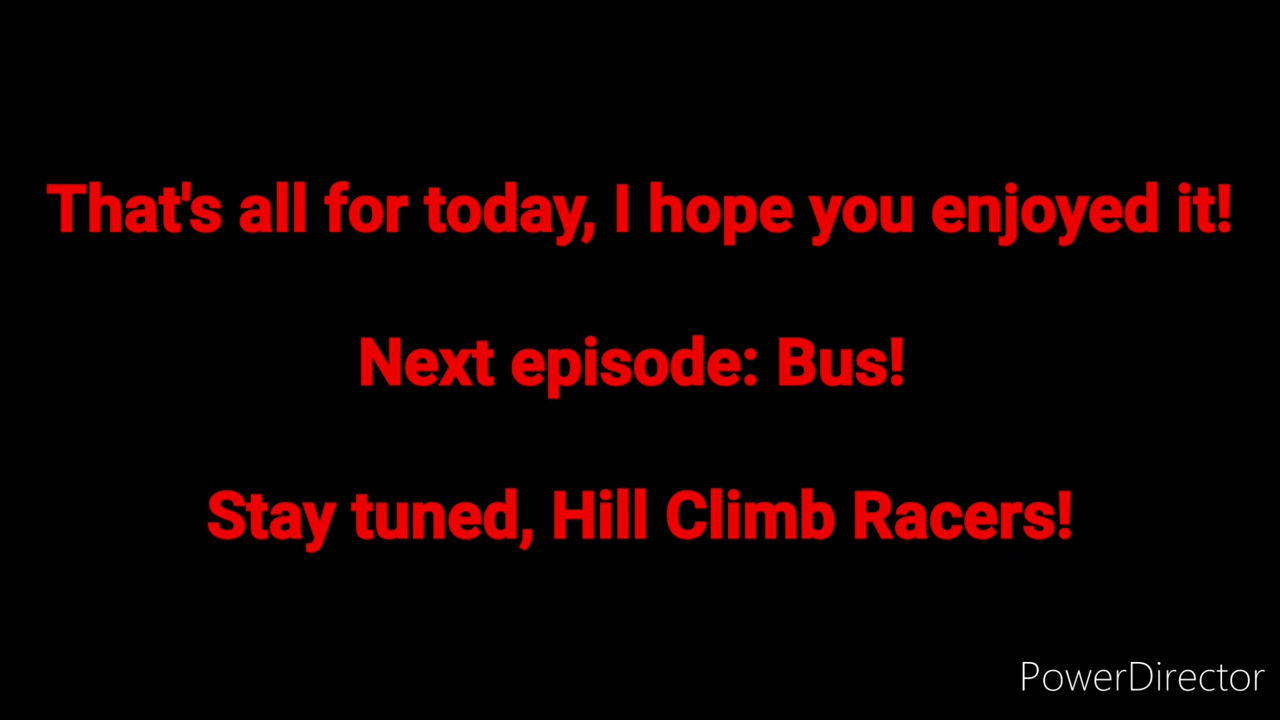 That's all for today, I hope you enjoyed it!
Next episode: Bus!
Stay tuned, Hill Climb Racers!
PowerDirector